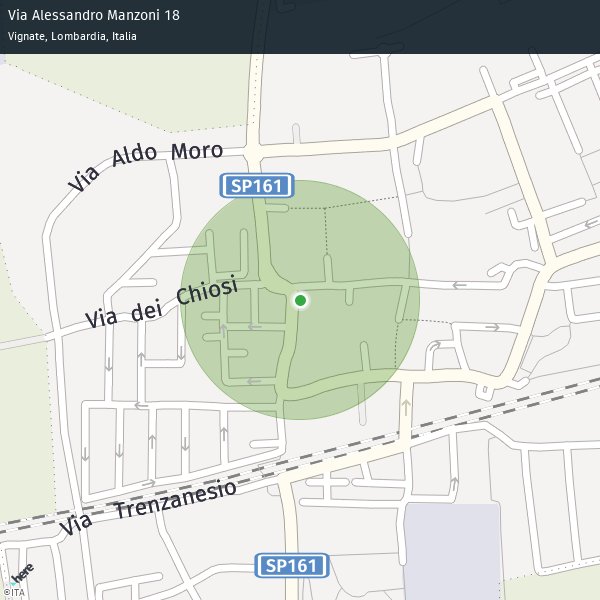 Via Alessandro Manzoni 18
Vignate, Lombardia, Italia
Via Aldo Moro
SP161
Via dei Chiosi
Via Trenzanesio
SP161
here
©ITA